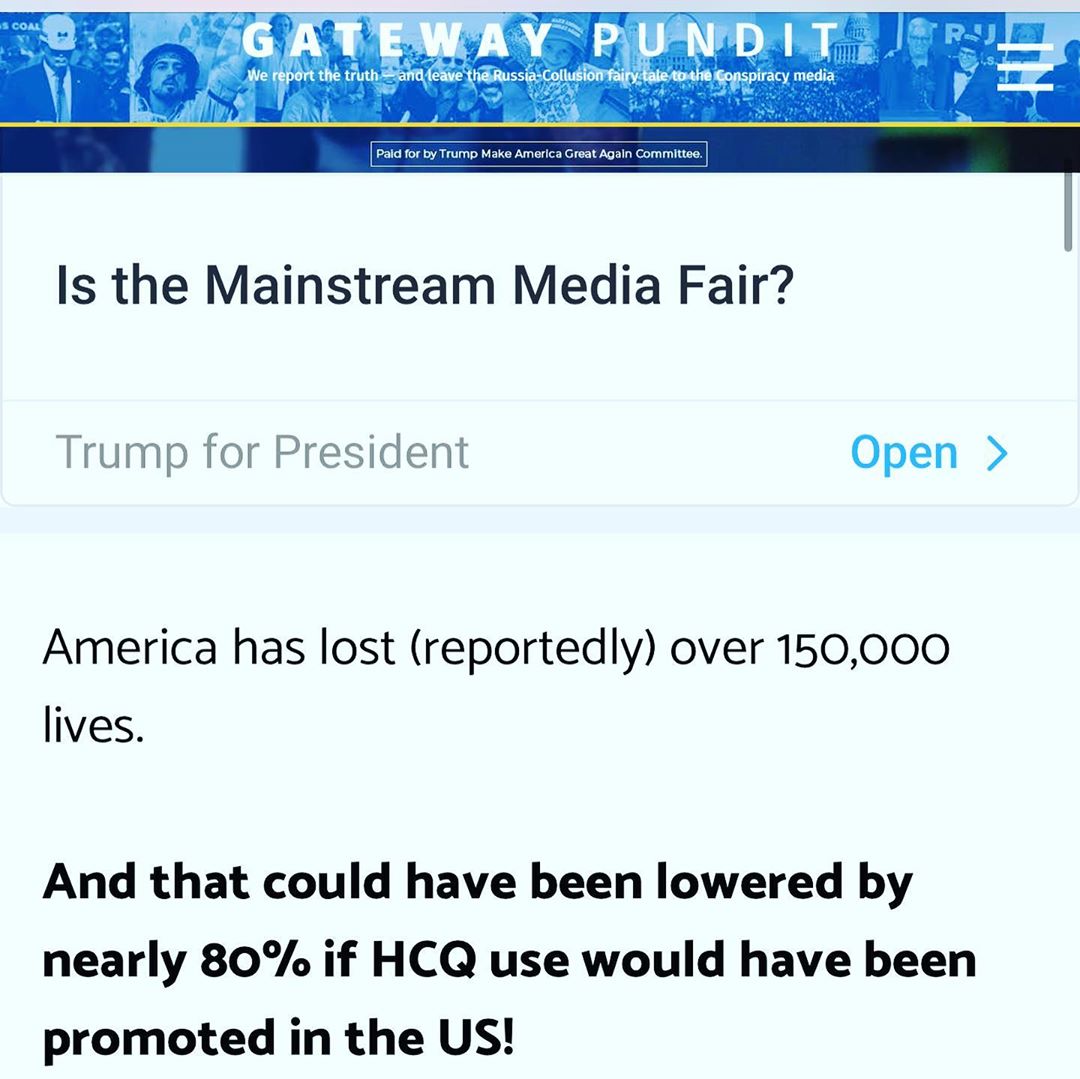 S COAL
GATEWAY PUNDIT
We report the truth — and leave the Russia-Collusion fairy tale to the Conspiracy media
TRU
Paid for by Trump Make America Great Again Committee.
Is the Mainstream Media Fair?
Trump for President
Open >
America has lost (reportedly) over 150,000
lives.
And that could have been lowered by
nearly 80% if HCQ use would have been
promoted in the US!